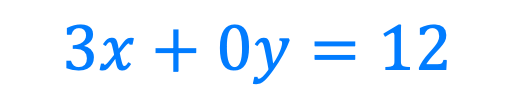 3x + 0y = 12